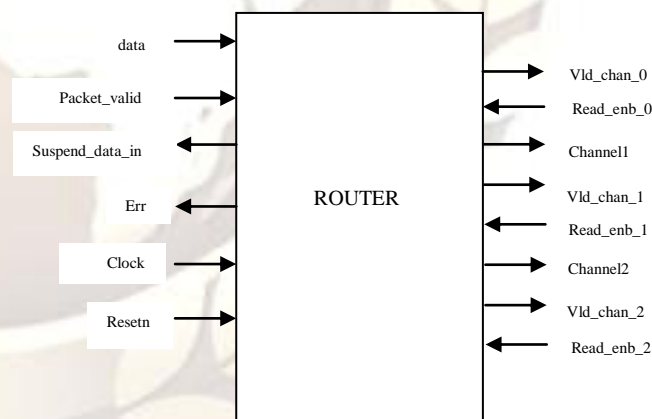 data
Packet_valid
Suspend_data_in
Err
Clock
Resetn
ROUTER
Vld_chan_0
Read_enb_0
Channel1
Vld_chan_1
Read_enb_1
Channel2
Vld_chan_2
Read_enb_2